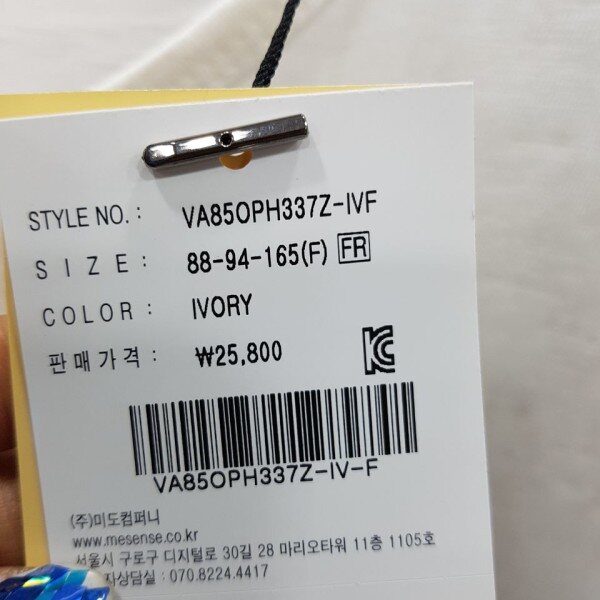 STYLE NO. : VA85OPH337Z-IVF
SIZE : 88-94-165(F) FR
COLOR : IVORY
판매가격 : ₩25,800
VA85OPH337Z-IV-F
(주)미도컴퍼니
www.mesense.co.kr
서울시 구로구 디지털로 30길 28 마리오타워 11층 1105호
자상담실 : 070.8224.4417